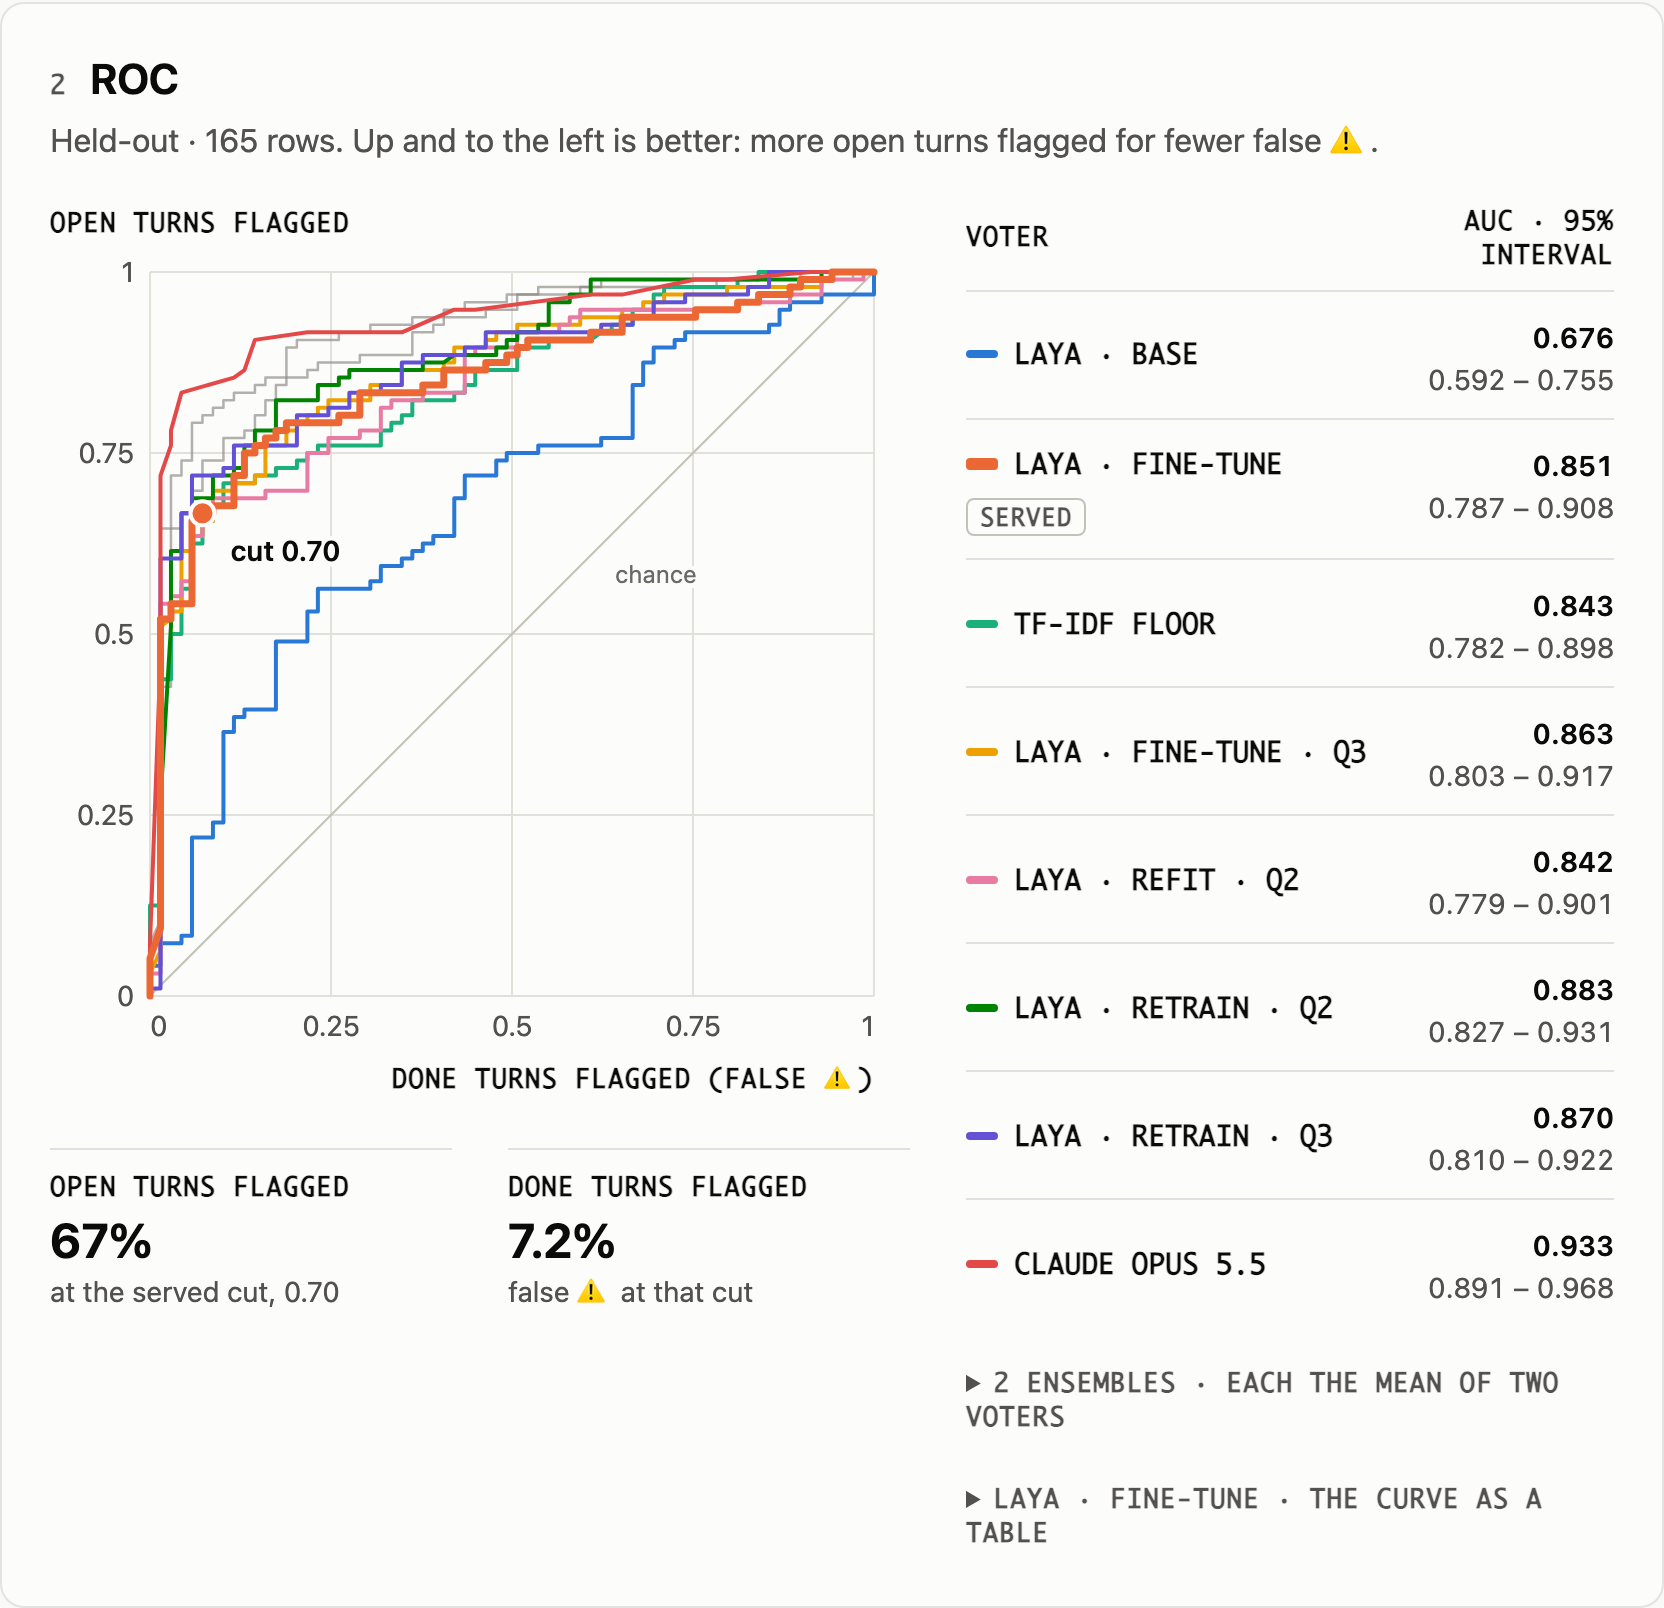 2 ROC
Held-out · 165 rows. Up and to the left is better: more open turns flagged for fewer false ⚠️ .
OPEN TURNS FLAGGED
1
0.75
0.5
0.25
0
0 0.25 0.5 0.75 1
cut 0.70
chance
DONE TURNS FLAGGED (FALSE ⚠️ )
OPEN TURNS FLAGGED
67%
at the served cut, 0.70
DONE TURNS FLAGGED
7.2%
false ⚠️ at that cut
VOTER
AUC · 95%
INTERVAL
LAYA · BASE
0.676
0.592 – 0.755
LAYA · FINE-TUNE
SERVED
0.851
0.787 – 0.908
TF-IDF FLOOR
0.843
0.782 – 0.898
LAYA · FINE-TUNE · Q3
0.863
0.803 – 0.917
LAYA · REFIT · Q2
0.842
0.779 – 0.901
LAYA · RETRAIN · Q2
0.883
0.827 – 0.931
LAYA · RETRAIN · Q3
0.870
0.810 – 0.922
CLAUDE OPUS 5.5
0.933
0.891 – 0.968
▶ 2 ENSEMBLES · EACH THE MEAN OF TWO
VOTERS
▶ LAYA · FINE-TUNE · THE CURVE AS A
TABLE